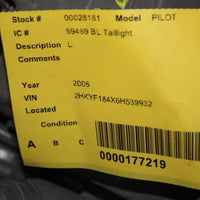 Stock # 00028181 Model PILOT
IC # 59489 BL Taillight
Description L.
Comments
Year 2006
VIN 2HKYF184X6H539932
Located
Condition
A B C
0000177219